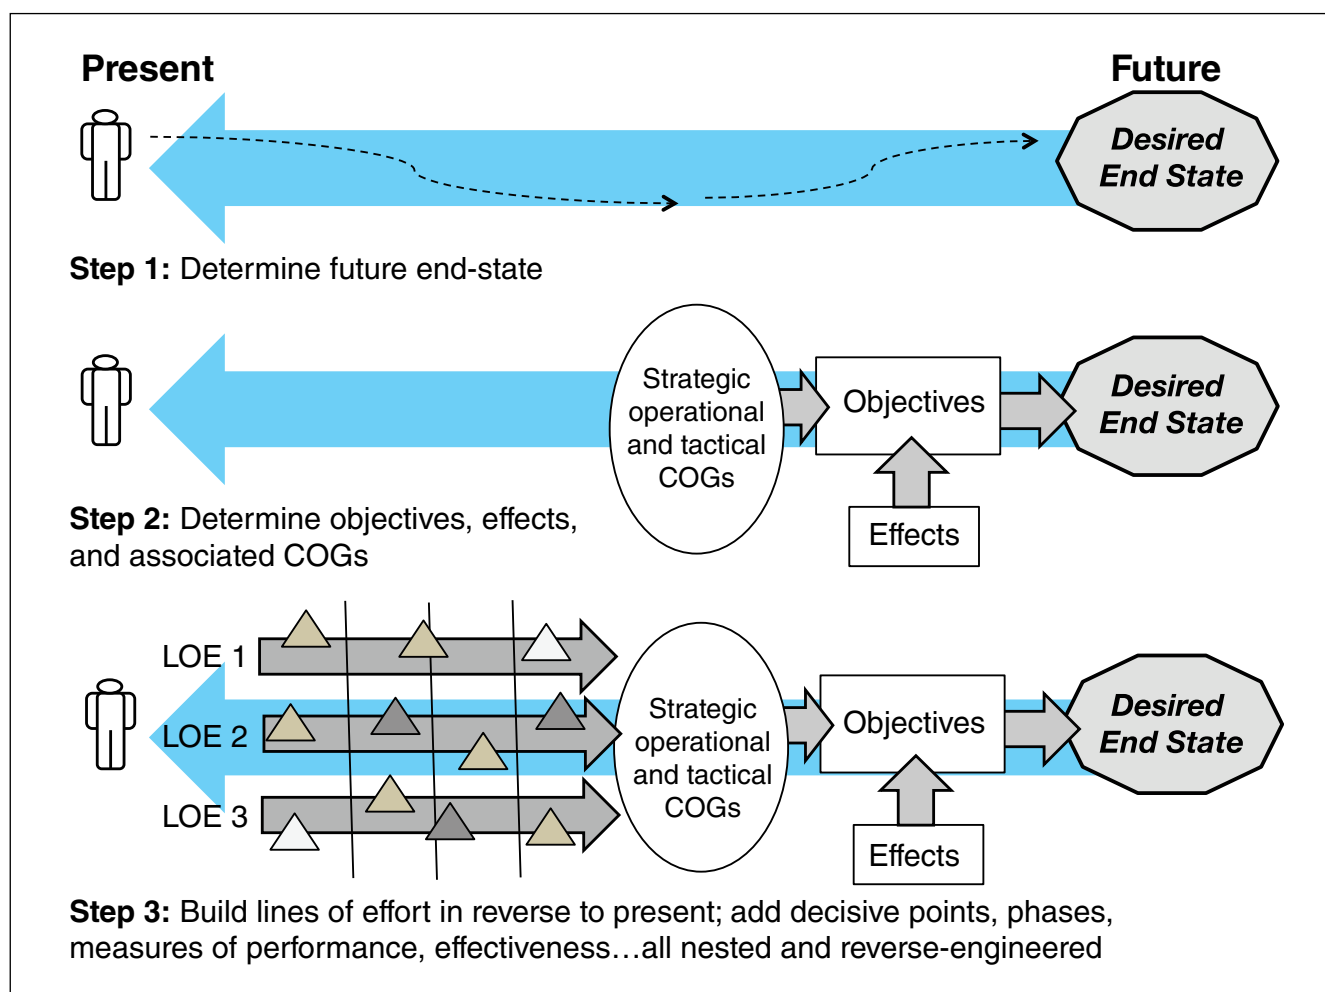 Present
Future
Desired
End State
Step 1: Determine future end-state
Strategic
operational
and tactical
COGs
Objectives
Effects
Desired
End State
Step 2: Determine objectives, effects,
and associated COGs
LOE 1
LOE 2
LOE 3
Strategic
operational
and tactical
COGs
Objectives
Effects
Desired
End State
Step 3: Build lines of effort in reverse to present; add decisive points, phases,
measures of performance, effectiveness…all nested and reverse-engineered